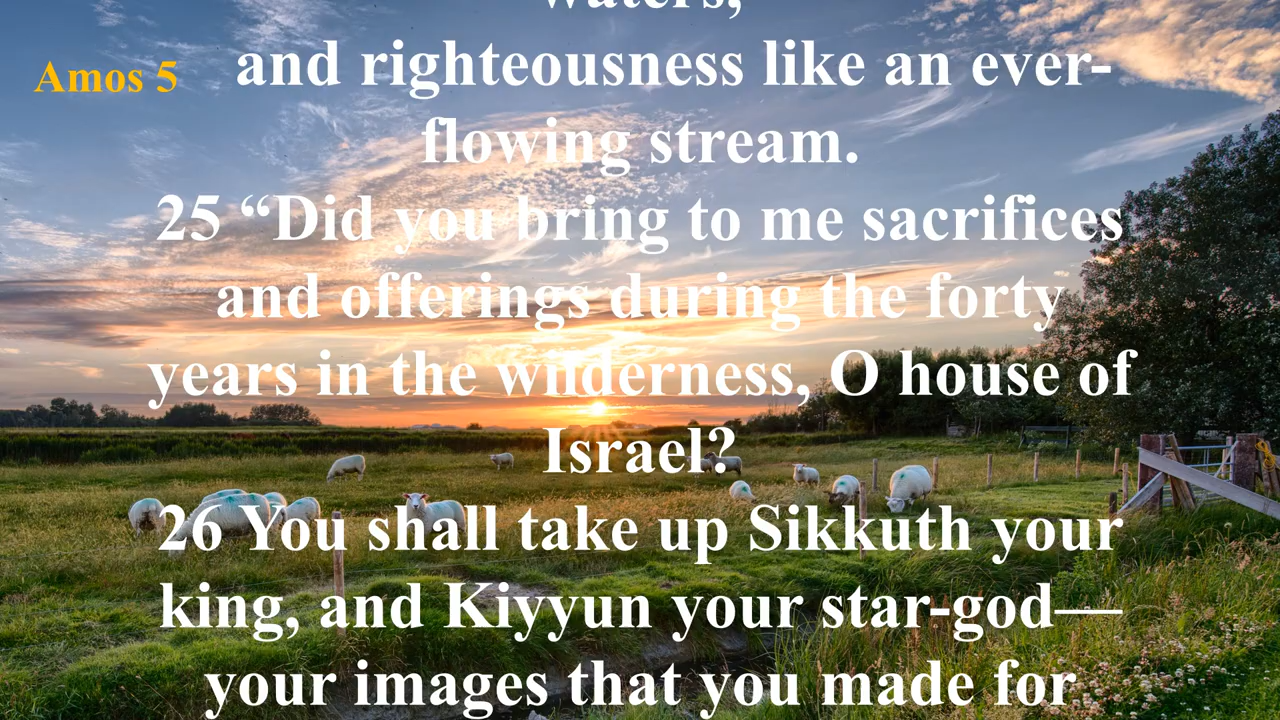 waters,
Amos 5
and righteousness like an ever-
flowing stream.
25 “Did you bring to me sacrifices
and offerings during the forty
years in the wilderness, O house of
Israel?
26 You shall take up Sikkuth your
king, and Kiyyun your star-god—
your images that you made for